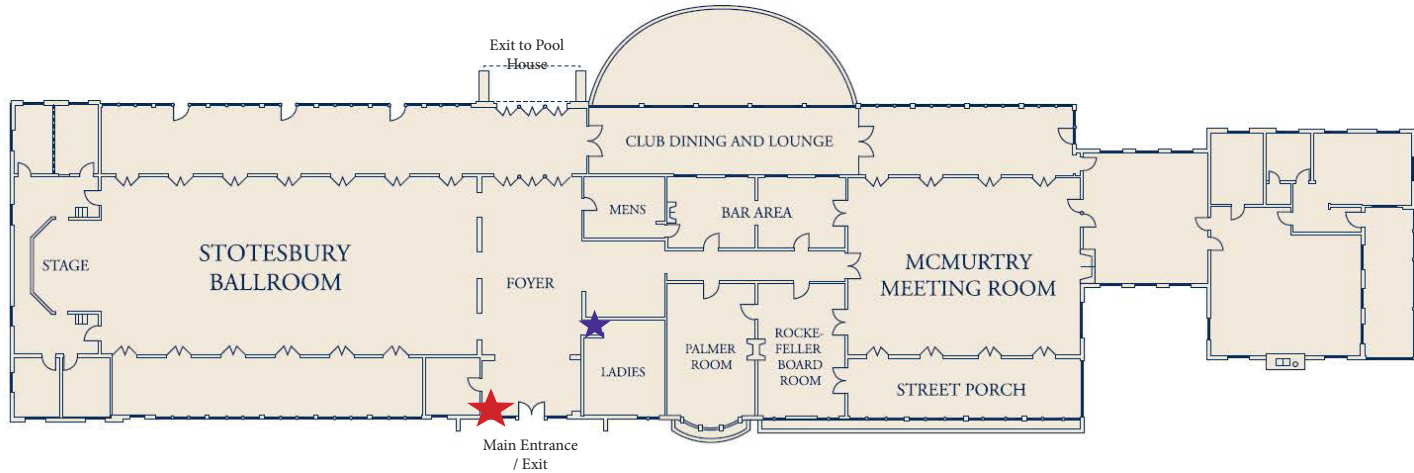 Exit to Pool
House
CLUB DINING AND LOUNGE
MENS
BAR AREA
STOTESBURY
BALLROOM
STAGE
FOYER
MCMURTRY
MEETING ROOM
LADIES
PALMER
ROOM
ROCKE-
FELLER
BOARD
ROOM
STREET PORCH
Main Entrance
/ Exit